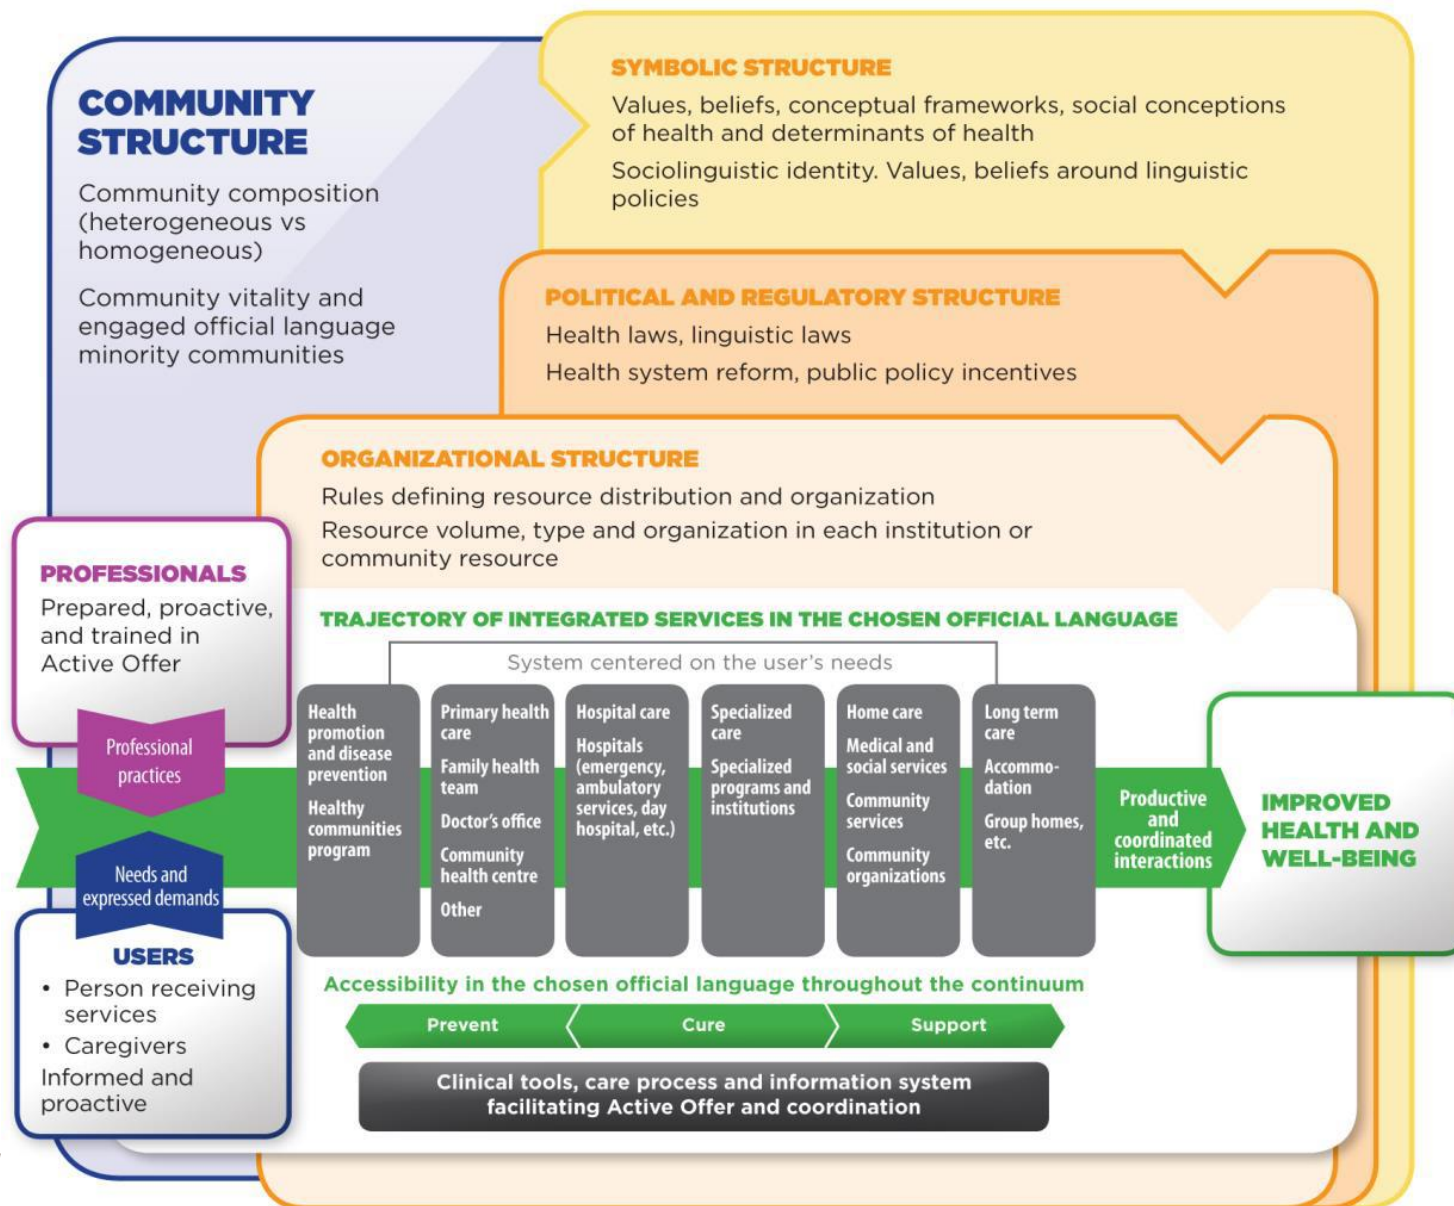 COMMUNITY
STRUCTURE
Community composition
(heterogeneous vs
homogeneous)
Community vitality and
engaged official language
minority communities
SYMBOLIC STRUCTURE
Values, beliefs, conceptual frameworks, social conceptions
of health and determinants of health
Sociolinguistic identity. Values, beliefs around linguistic
policies
POLITICAL AND REGULATORY STRUCTURE
Health laws, linguistic laws
Health system reform, public policy incentives
ORGANIZATIONAL STRUCTURE
Rules defining resource distribution and organization
Resource volume, type and organization in each institution or
community resource
PROFESSIONALS
Prepared, proactive,
and trained in
Active Offer
Professional
practices
Needs and
expressed demands
USERS
• Person receiving
services
• Caregivers
Informed and
proactive
TRAJECTORY OF INTEGRATED SERVICES IN THE CHOSEN OFFICIAL LANGUAGE
System centered on the user's needs
Health
promotion
and disease
prevention
Healthy
communities
program
Primary health
care
Family health
team
Doctor's office
Community
health centre
Other
Hospital care
Hospitals
(emergency,
ambulatory
services, day
hospital, etc.)
Specialized
care
Specialized
programs and
institutions
Home care
Medical and
social services
Community
services
Community
organizations
Long term
care
Accommo-
dation
Group homes,
etc.
Productive
and
coordinated
interactions
IMPROVED
HEALTH AND
WELL-BEING
Accessibility in the chosen official language throughout the continuum
Prevent
Cure
Support
Clinical tools, care process and information system
facilitating Active Offer and coordination